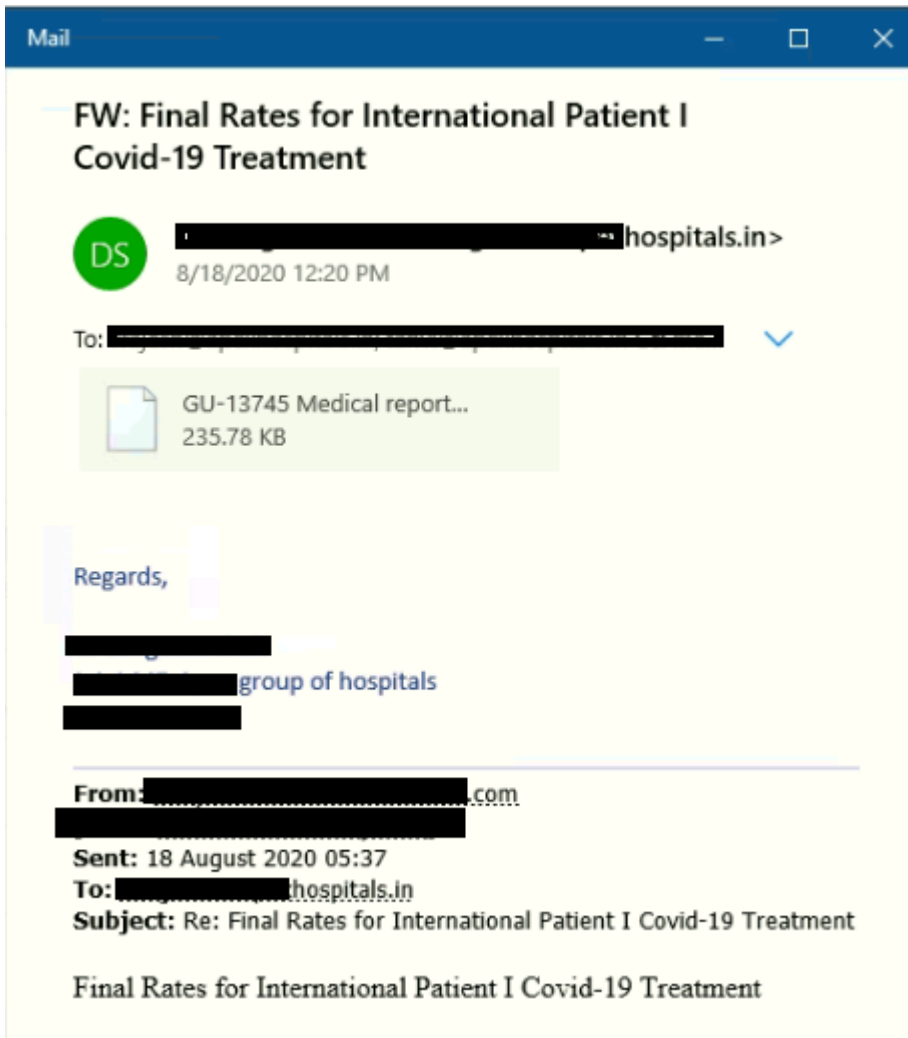 Mail
FW: Final Rates for International Patient I
Covid-19 Treatment
DS
hospitals.in>
8/18/2020 12:20 PM
To:
GU-13745 Medical report...
235.78 KB
Regards,
group of hospitals
From: .com
Sent: 18 August 2020 05:37
To: hospitals.in
Subject: Re: Final Rates for International Patient I Covid-19 Treatment
Final Rates for International Patient I Covid-19 Treatment